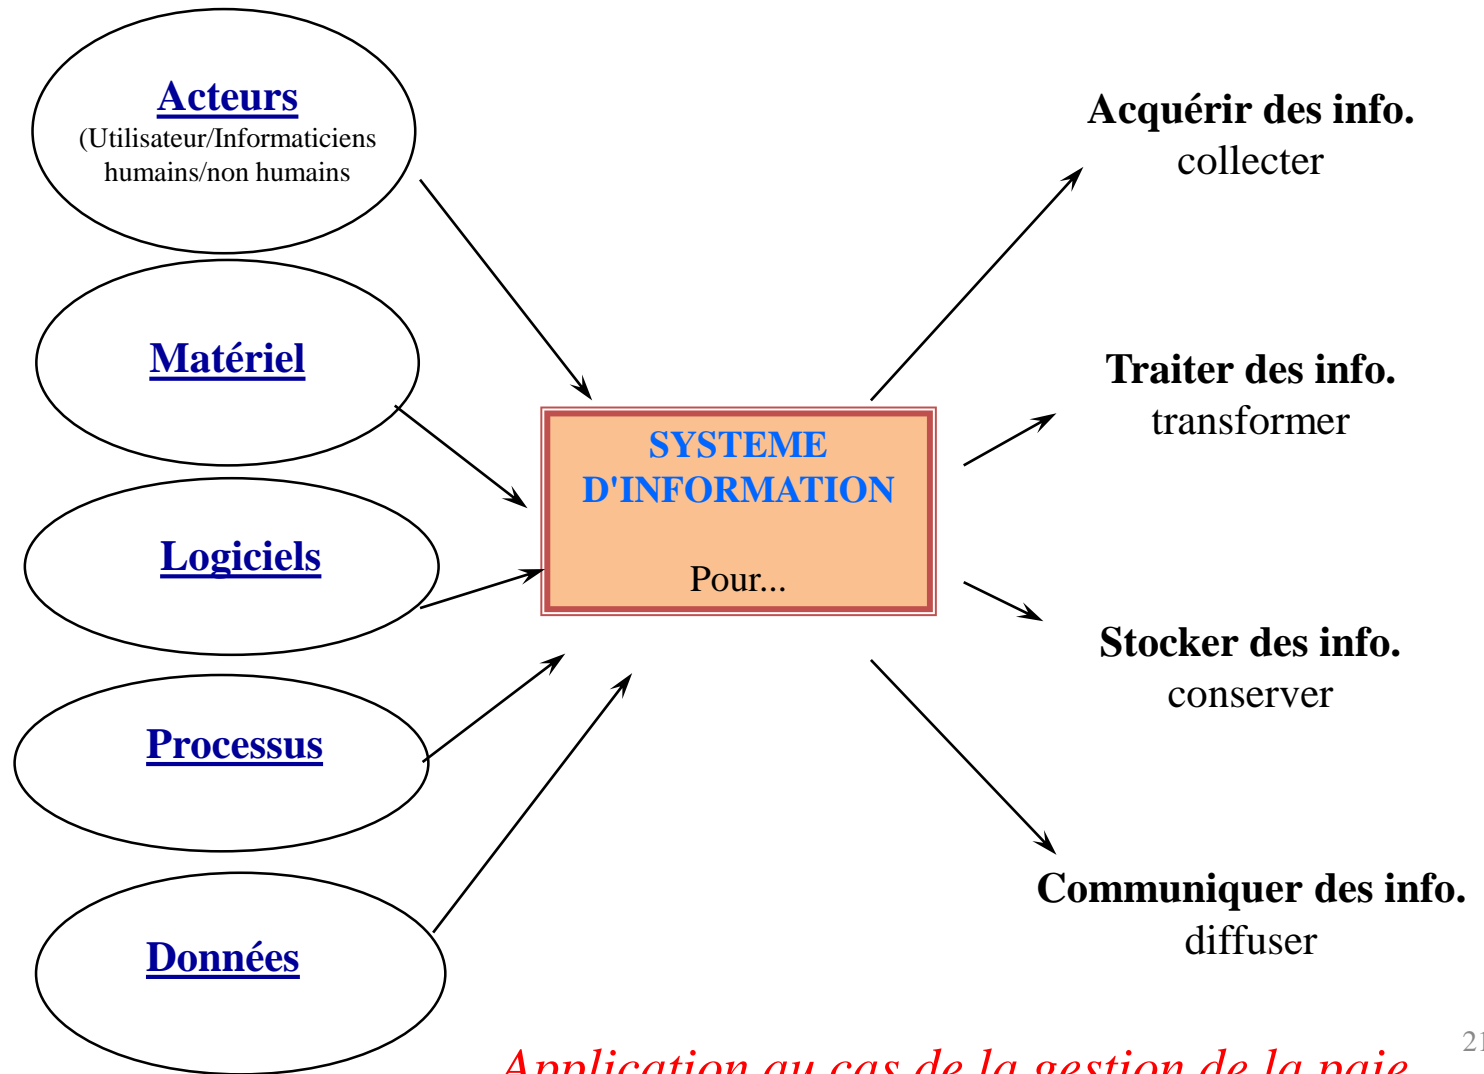 Acteurs
(Utilisateur/Informaticiens
humains/non humains
Matériel
Logiciels
Processus
Données
SYSTEME
D'INFORMATION
Pour...
Acquérir des info.
collecter
Traiter des info.
transformer
Stocker des info.
conserver
Communiquer des info.
diffuser
Application au cas de la gestion de la paie
21